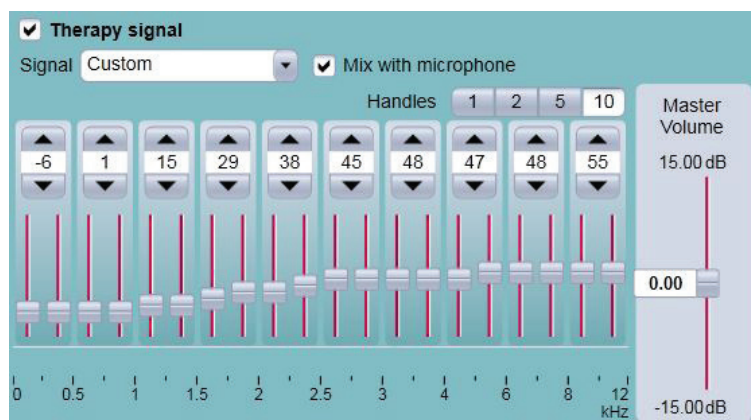 Therapy signal
Signal Custom Mix with microphone
Handles 1 2 5 10
Master
Volume
-6 1 15 29 38 45 48 47 48 55
15.00 dB
0.00
0 0.5 1 1.5 2 2.5 3 4 6 8 12
kHz
-15.00 dB